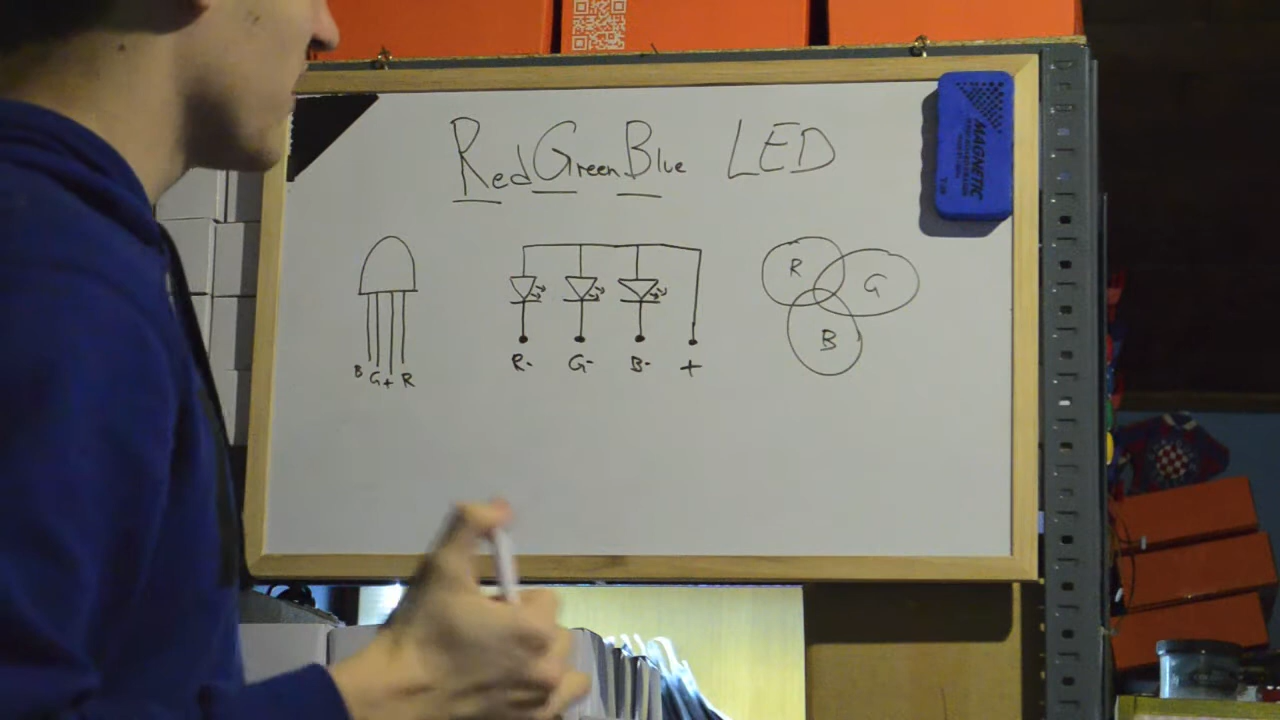 RedGreenBlue LED
MAGNETIC
R
G
B
B G+ R
R- G- B- +